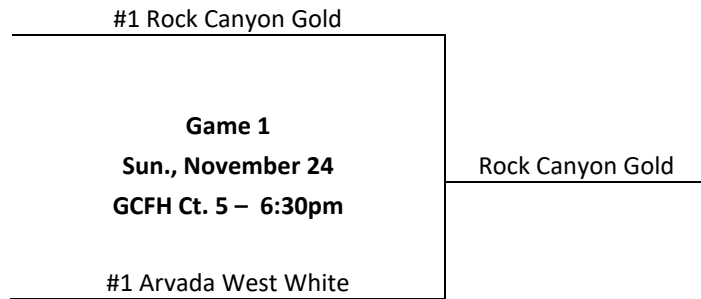 #1 Rock Canyon Gold
Game 1
Sun., November 24
GCFH Ct. 5 – 6:30pm
Rock Canyon Gold
#1 Arvada West White